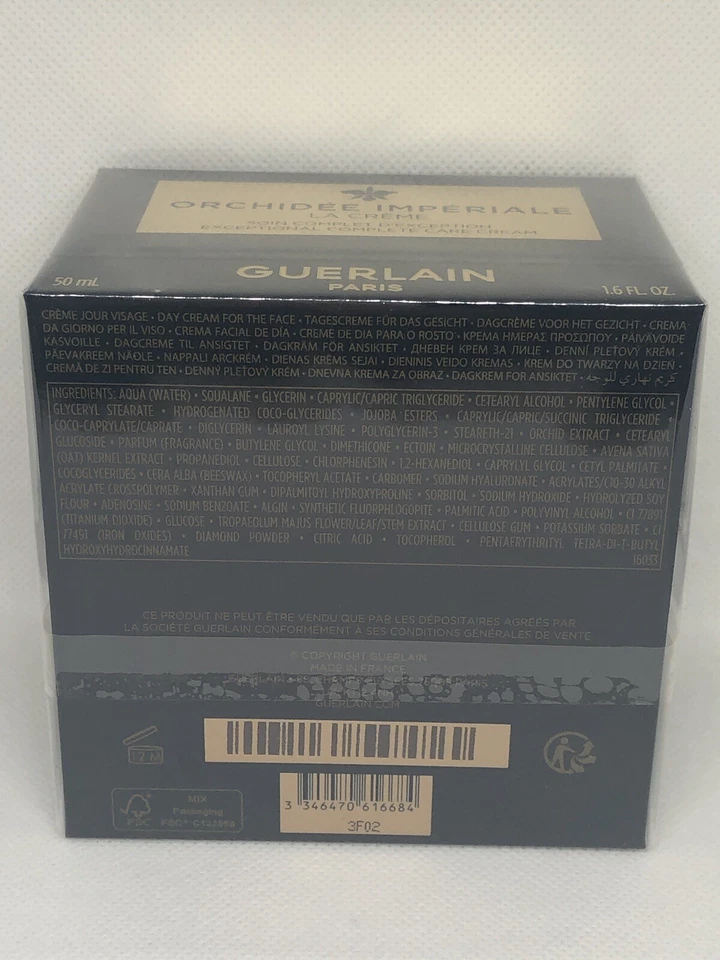 ORCHIDÉE IMPÉRIALE
LA CRÈME
SOIN COMPLET D'EXCEPTION
EXCEPTIONAL COMPLETE CARE CREAM
50 mL GUERLAIN 1.6 FL. OZ.
PARIS
CRÈME JOUR VISAGE • DAY CREAM FOR THE FACE • TAGESCREME FÜR DAS GESICHT • DAGCRÈME VOOR HET GEZICHT • CREMA
DA GIORNO PER IL VISO • CREMA FACIAL DE DÍA • CREME DE DIA PARA O ROSTO • ΚΡΕΜΑ ΗΜΕΡΑΣ ΠΡΟΣΩΠΟΥ • PÄIVÄVOIDE
KASVOILLE • DAGCREME TIL ANSIGTET • DAGKRÄM FÖR ANSIKTET • ДНЕВЕН КРЕМ ЗА ЛИЦЕ • DENNÍ PLEŤOVÝ KRÉM •
PÄEVAKREEM NÄOLE • NAPPALI ARCKRÉM • DIENAS KRĒMS SEJAI • DIENINIS VEIDO KREMAS • KREM DO TWARZY NA DZIEŃ •
CREMĂ DE ZI PENTRU TEN • DENNÝ PLEŤOVÝ KRÉM • DNEVNA KREMA ZA OBRAZ • DAGKREM FOR ANSIKTET • كريم نهاري للوجه
INGREDIENTS: AQUA (WATER) • SQUALANE • GLYCERIN • CAPRYLIC/CAPRIC TRIGLYCERIDE • CETEARYL ALCOHOL • PENTYLENE GLYCOL •
GLYCERYL STEARATE • HYDROGENATED COCO-GLYCERIDES • JOJOBA ESTERS • CAPRYLIC/CAPRIC/SUCCINIC TRIGLYCERIDE •
COCO-CAPRYLATE/CAPRATE • DIGLYCERIN • LAUROYL LYSINE • POLYGLYCERIN-3 • STEARETH-21 • ORCHID EXTRACT • CETEARYL
GLUCOSIDE • PARFUM (FRAGRANCE) • BUTYLENE GLYCOL • DIMETHICONE • ECTOIN • MICROCRYSTALLINE CELLULOSE • AVENA SATIVA
(OAT) KERNEL EXTRACT • PROPANEDIOL • CELLULOSE • CHLORPHENESIN • 1,2-HEXANEDIOL • CAPRYLYL GLYCOL • CETYL PALMITATE •
COCOGLYCERIDES • CERA ALBA (BEESWAX) • TOCOPHERYL ACETATE • CARBOMER • SODIUM HYALURONATE • ACRYLATES/C10-30 ALKYL
ACRYLATE CROSSPOLYMER • XANTHAN GUM • DIPALMITOYL HYDROXYPROLINE • SORBITOL • SODIUM HYDROXIDE • HYDROLYZED SOY
FLOUR • ADENOSINE • SODIUM BENZOATE • ALGIN • SYNTHETIC FLUORPHLOGOPITE • PALMITIC ACID • POLYVINYL ALCOHOL • CI 77891
(TITANIUM DIOXIDE) • GLUCOSE • TROPAEOLUM MAJUS FLOWER/LEAF/STEM EXTRACT • CELLULOSE GUM • POTASSIUM SORBATE • CI
77491 (IRON OXIDES) • DIAMOND POWDER • CITRIC ACID • TOCOPHEROL • PENTAERYTHRITYL TETRA-DI-T-BUTYL
HYDROXYHYDROCINNAMATE 16033
CE PRODUIT NE PEUT ÊTRE VENDU QUE PAR LES DÉPOSITAIRES AGRÉÉS PAR
LA SOCIÉTÉ GUERLAIN CONFORMÉMENT À SES CONDITIONS GÉNÉRALES DE VENTE
© COPYRIGHT GUERLAIN
MADE IN FRANCE
GUERLAIN PARIS
GUERLAIN.COM
12 M
FSC
MIX
Packaging
3 346470 616684
3F02